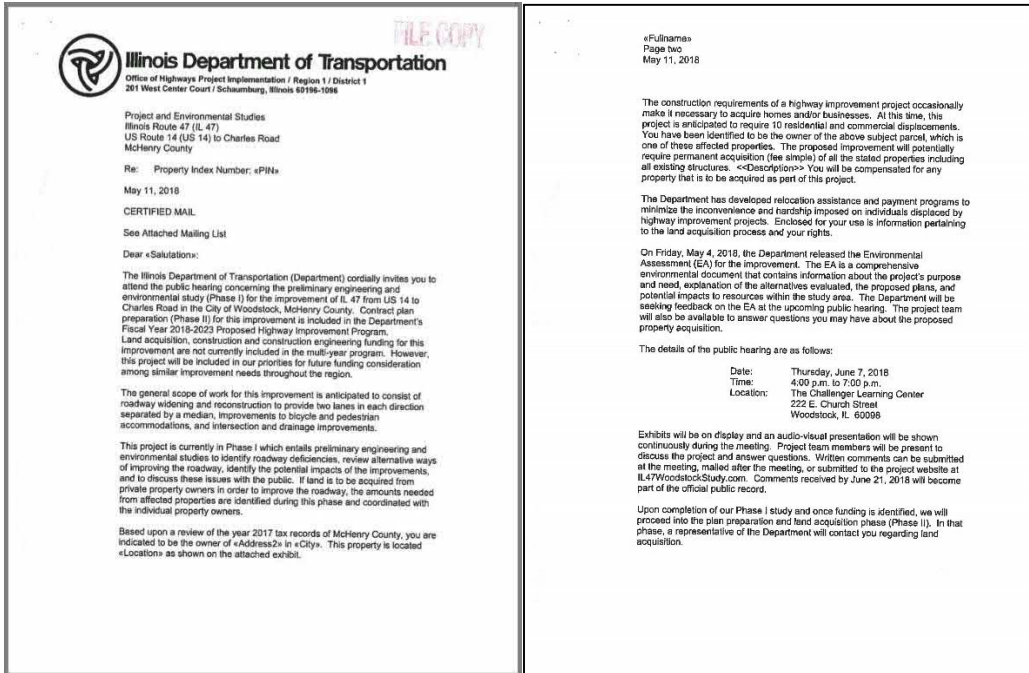 FILE COPY
Illinois Department of Transportation
Office of Highways Project Implementation / Region 1 / District 1
201 West Center Court / Schaumburg, Illinois 60196-1096
Project and Environmental Studies
Illinois Route 47 (IL 47)
US Route 14 (US 14) to Charles Road
McHenry County
Re: Property Index Number: «PIN»
May 11, 2018
CERTIFIED MAIL
See Attached Mailing List
Dear «Salutation»:
The Illinois Department of Transportation (Department) cordially invites you to
attend the public hearing concerning the preliminary engineering and
environmental study (Phase I) for the improvement of IL 47 from US 14 to
Charles Road in the City of Woodstock, McHenry County. Contract plan
preparation (Phase II) for this improvement is included in the Department's
Fiscal Year 2018-2023 Proposed Highway Improvement Program.
Land acquisition, construction and construction engineering funding for this
improvement are not currently included in the multi-year program. However,
this project will be included in our priorities for future funding consideration
among similar improvement needs throughout the region.
The general scope of work for this improvement is anticipated to consist of
roadway widening and reconstruction to provide two lanes in each direction
separated by a median, improvements to bicycle and pedestrian
accommodations, and intersection and drainage improvements.
This project is currently in Phase I which entails preliminary engineering and
environmental studies to identify roadway deficiencies, review alternative ways
of improving the roadway, identify the potential impacts of the improvements,
and to discuss these issues with the public. If land is to be acquired from
private property owners in order to improve the roadway, the amounts needed
from affected properties are identified during this phase and coordinated with
the individual property owners.
Based upon a review of the year 2017 tax records of McHenry County, you are
indicated to be the owner of «Address2» in «City». This property is located
«Location» as shown on the attached exhibit.
«Fullname»
Page two
May 11, 2018
The construction requirements of a highway improvement project occasionally
make it necessary to acquire homes and/or businesses. At this time, this
project is anticipated to require 10 residential and commercial displacements.
You have been identified to be the owner of the above subject parcel, which is
one of these affected properties. The proposed improvement will potentially
require permanent acquisition (fee simple) of all the stated properties including
all existing structures. <<Description>> You will be compensated for any
property that is to be acquired as part of this project.
The Department has developed relocation assistance and payment programs to
minimize the inconvenience and hardship imposed on individuals displaced by
highway improvement projects. Enclosed for your use is information pertaining
to the land acquisition process and your rights.
On Friday, May 4, 2018, the Department released the Environmental
Assessment (EA) for the improvement. The EA is a comprehensive
environmental document that contains information about the project's purpose
and need, explanation of the alternatives evaluated, the proposed plans, and
potential impacts to resources within the study area. The Department will be
seeking feedback on the EA at the upcoming public hearing. The project team
will also be available to answer questions you may have about the proposed
property acquisition.
The details of the public hearing are as follows:
Date: Thursday, June 7, 2018
Time: 4:00 p.m. to 7:00 p.m.
Location: The Challenger Learning Center
222 E. Church Street
Woodstock, IL 60098
Exhibits will be on display and an audio-visual presentation will be shown
continuously during the meeting. Project team members will be present to
discuss the project and answer questions. Written comments can be submitted
at the meeting, mailed after the meeting, or submitted to the project website at
IL47WoodstockStudy.com. Comments received by June 21, 2018 will become
part of the official public record.
Upon completion of our Phase I study and once funding is identified, we will
proceed into the plan preparation and land acquisition phase (Phase II). In that
phase, a representative of the Department will contact you regarding land
acquisition.